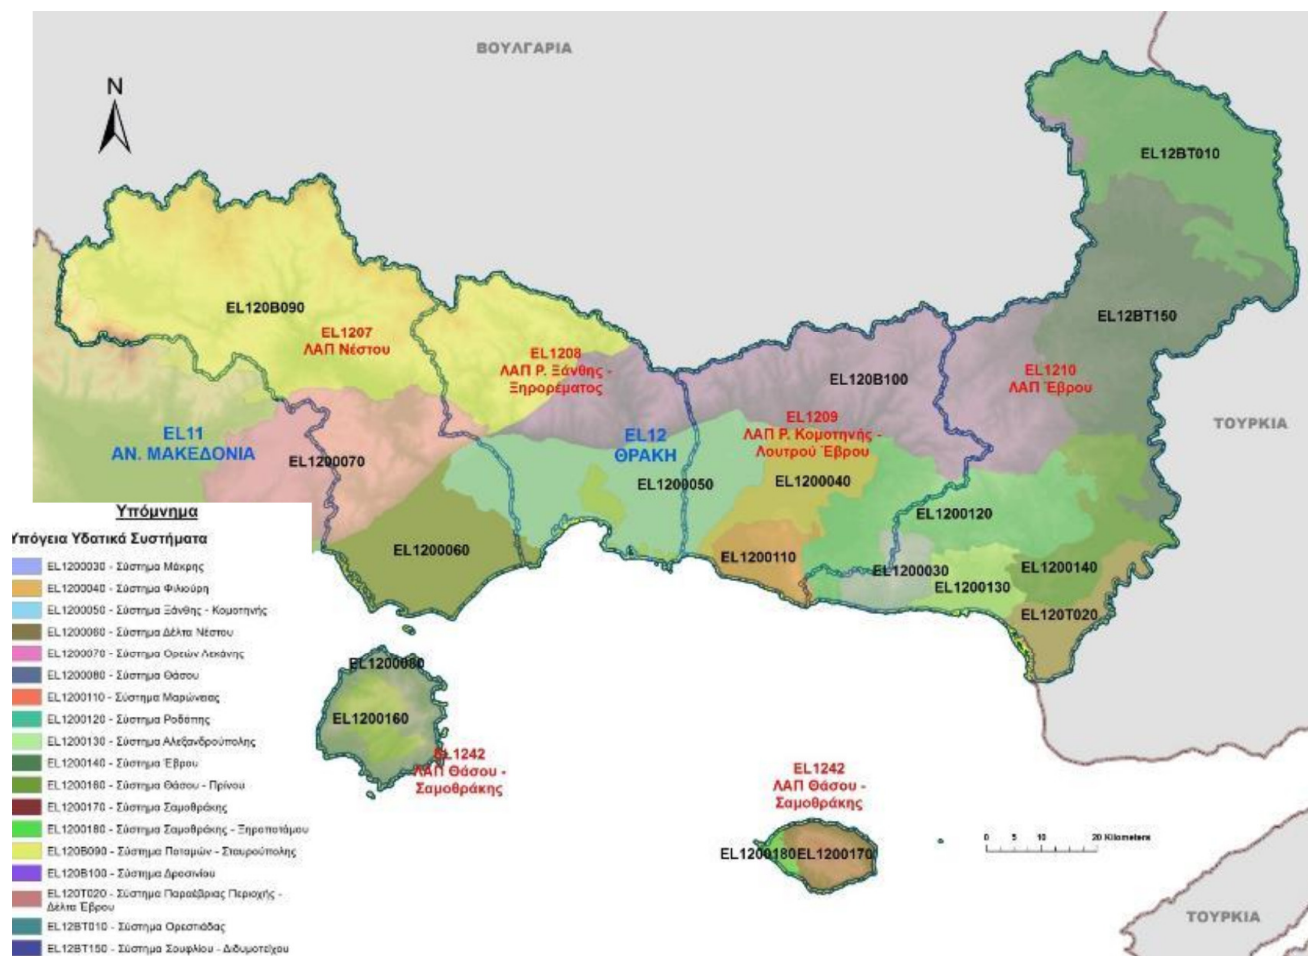 ΒΟΥΛΓΑΡΙΑ
N
EL12BT010
EL120B090
EL1207
ΛΑΠ Νέστου
EL12BT150
EL1208
ΛΑΠ Ρ. Ξάνθης -
Ξηρορέματος
EL120B100
EL1210
ΛΑΠ Έβρου
EL1209
ΛΑΠ Ρ. Κομοτηνής -
Λουτρού Έβρου
ΤΟΥΡΚΙΑ
EL11
ΑΝ. ΜΑΚΕΔΟΝΙΑ
EL12
ΘΡΑΚΗ
EL1200070
EL1200050
EL1200040
EL1200120
EL1200060
EL1200110
EL1200030
EL1200130
EL1200140
EL120T020
EL1200080
EL1200160
EL1242
ΛΑΠ Θάσου -
Σαμοθράκης
EL1242
ΛΑΠ Θάσου -
Σαμοθράκης
EL1200180
EL1200170
0 5 10 20 Kilometers
ΤΟΥΡΚΙΑ
Υπόμνημα
Υπόγεια Υδατικά Συστήματα
EL1200030 - Σύστημα Μάκρης
EL1200040 - Σύστημα Φιλιούρη
EL1200050 - Σύστημα Ξάνθης - Κομοτηνής
EL1200060 - Σύστημα Δέλτα Νέστου
EL1200070 - Σύστημα Ορεών Λεκάνης
EL1200080 - Σύστημα Θάσου
EL1200110 - Σύστημα Μαρώνειας
EL1200120 - Σύστημα Ροδόπης
EL1200130 - Σύστημα Αλεξανδρούπολης
EL1200140 - Σύστημα Έβρου
EL1200160 - Σύστημα Θάσου - Πρίνου
EL1200170 - Σύστημα Σαμοθράκης
EL1200180 - Σύστημα Σαμοθράκης - Ξηροποτάμου
EL120B090 - Σύστημα Ποταμών - Σταυρούπολης
EL120B100 - Σύστημα Δροσινίου
EL120T020 - Σύστημα Παραέβριας Περιοχής -
Δέλτα Έβρου
EL12BT010 - Σύστημα Ορεστιάδας
EL12BT150 - Σύστημα Σουφλίου - Διδυμοτείχου